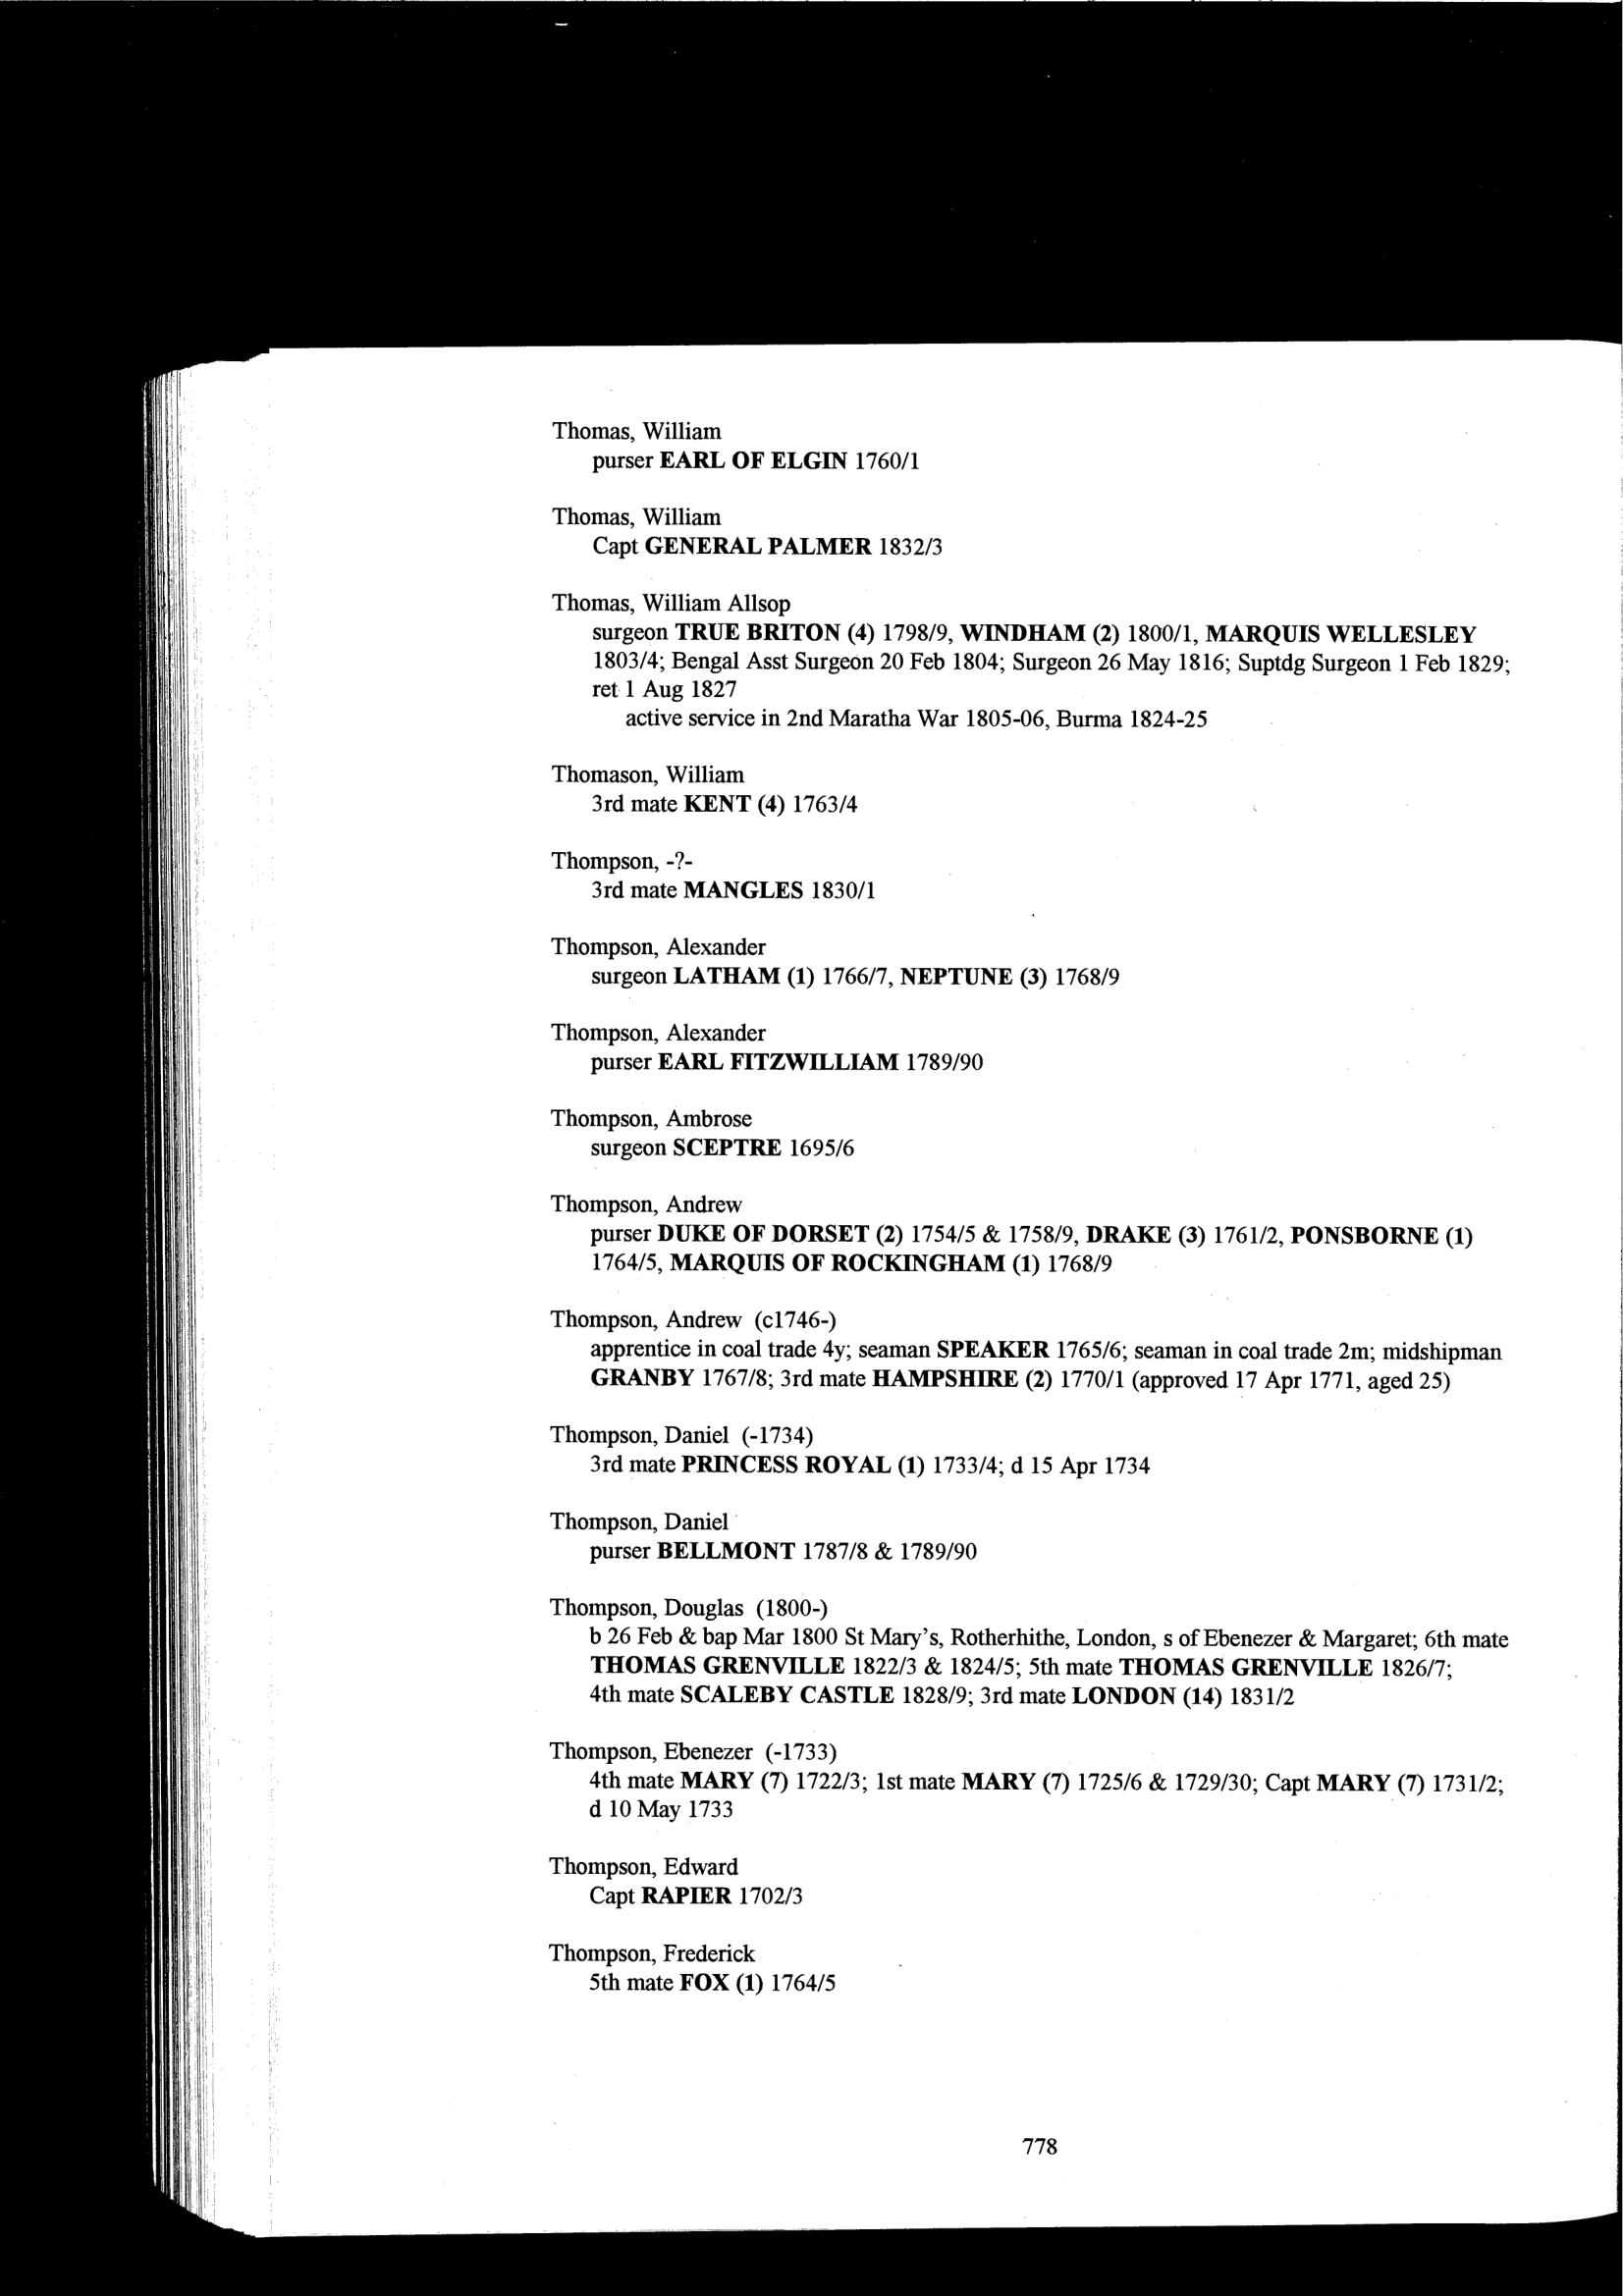 Thomas, William
purser EARL OF ELGIN 1760/1
Thomas, William
Capt GENERAL PALMER 1832/3
Thomas, William Allsop
surgeon TRUE BRITON (4) 1798/9, WINDHAM (2) 1800/1, MARQUIS WELLESLEY
1803/4; Bengal Asst Surgeon 20 Feb 1804; Surgeon 26 May 1816; Suptdg Surgeon 1 Feb 1829;
ret 1 Aug 1827
active service in 2nd Maratha War 1805-06, Burma 1824-25
Thomason, William
3rd mate KENT (4) 1763/4
Thompson, -?-
3rd mate MANGLES 1830/1
Thompson, Alexander
surgeon LATHAM (1) 1766/7, NEPTUNE (3) 1768/9
Thompson, Alexander
purser EARL FITZWILLIAM 1789/90
Thompson, Ambrose
surgeon SCEPTRE 1695/6
Thompson, Andrew
purser DUKE OF DORSET (2) 1754/5 & 1758/9, DRAKE (3) 1761/2, PONSBORNE (1)
1764/5, MARQUIS OF ROCKINGHAM (1) 1768/9
Thompson, Andrew (c1746-)
apprentice in coal trade 4y; seaman SPEAKER 1765/6; seaman in coal trade 2m; midshipman
GRANBY 1767/8; 3rd mate HAMPSHIRE (2) 1770/1 (approved 17 Apr 1771, aged 25)
Thompson, Daniel (-1734)
3rd mate PRINCESS ROYAL (1) 1733/4; d 15 Apr 1734
Thompson, Daniel
purser BELLMONT 1787/8 & 1789/90
Thompson, Douglas (1800-)
b 26 Feb & bap Mar 1800 St Mary's, Rotherhithe, London, s of Ebenezer & Margaret; 6th mate
THOMAS GRENVILLE 1822/3 & 1824/5; 5th mate THOMAS GRENVILLE 1826/7;
4th mate SCALEBY CASTLE 1828/9; 3rd mate LONDON (14) 1831/2
Thompson, Ebenezer (-1733)
4th mate MARY (7) 1722/3; 1st mate MARY (7) 1725/6 & 1729/30; Capt MARY (7) 1731/2;
d 10 May 1733
Thompson, Edward
Capt RAPIER 1702/3
Thompson, Frederick
5th mate FOX (1) 1764/5
778